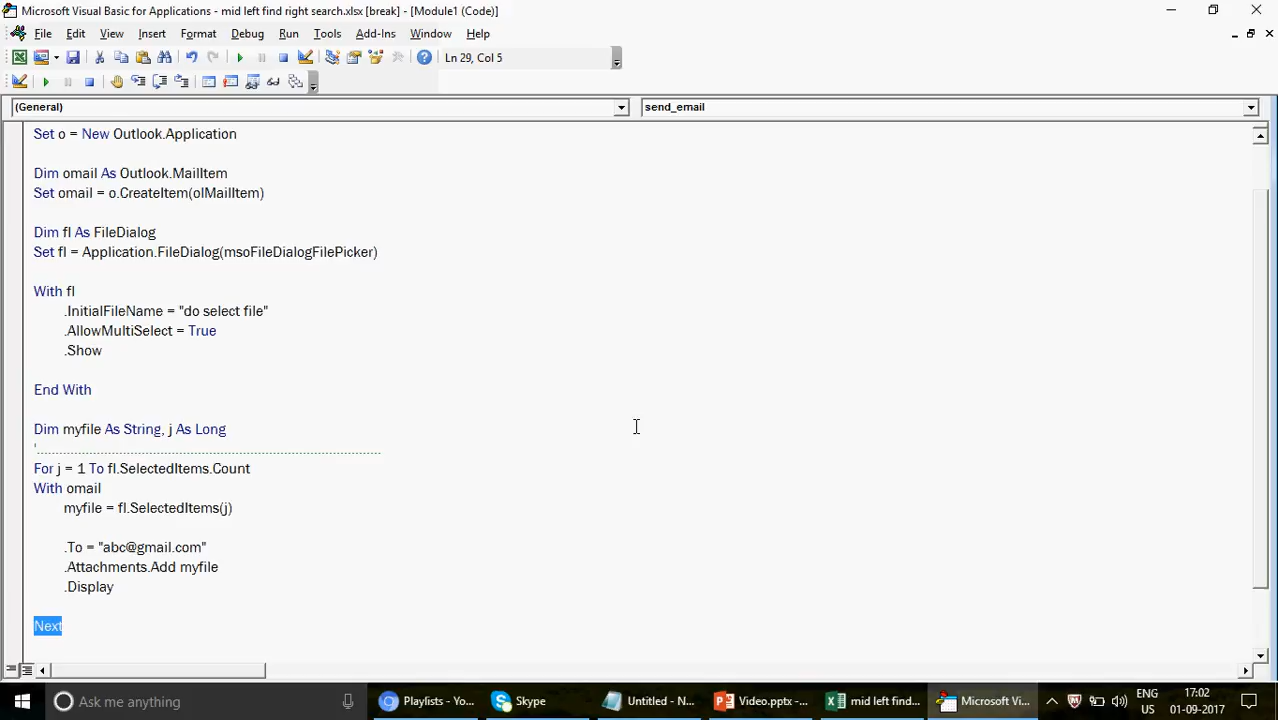 Microsoft Visual Basic for Applications - mid left find right search.xlsx [break] - [Module1 (Code)]
File Edit View Insert Format Debug Run Tools Add-Ins Window Help
Ln 29, Col 5
(General) send_email
Set o = New Outlook.Application
Dim omail As Outlook.MailItem
Set omail = o.CreateItem(olMailItem)
Dim fl As FileDialog
Set fl = Application.FileDialog(msoFileDialogFilePicker)
With fl
.InitialFileName = "do select file"
.AllowMultiSelect = True
.Show
End With
Dim myfile As String, j As Long
'...............................................................................................
For j = 1 To fl.SelectedItems.Count
With omail
myfile = fl.SelectedItems(j)
.To = "abc@gmail.com"
.Attachments.Add myfile
.Display
Next
Ask me anything Playlists - Yo... Skype Untitled - N... Video.pptx -... mid left find... Microsoft Vi... ENG 17:02
US 01-09-2017